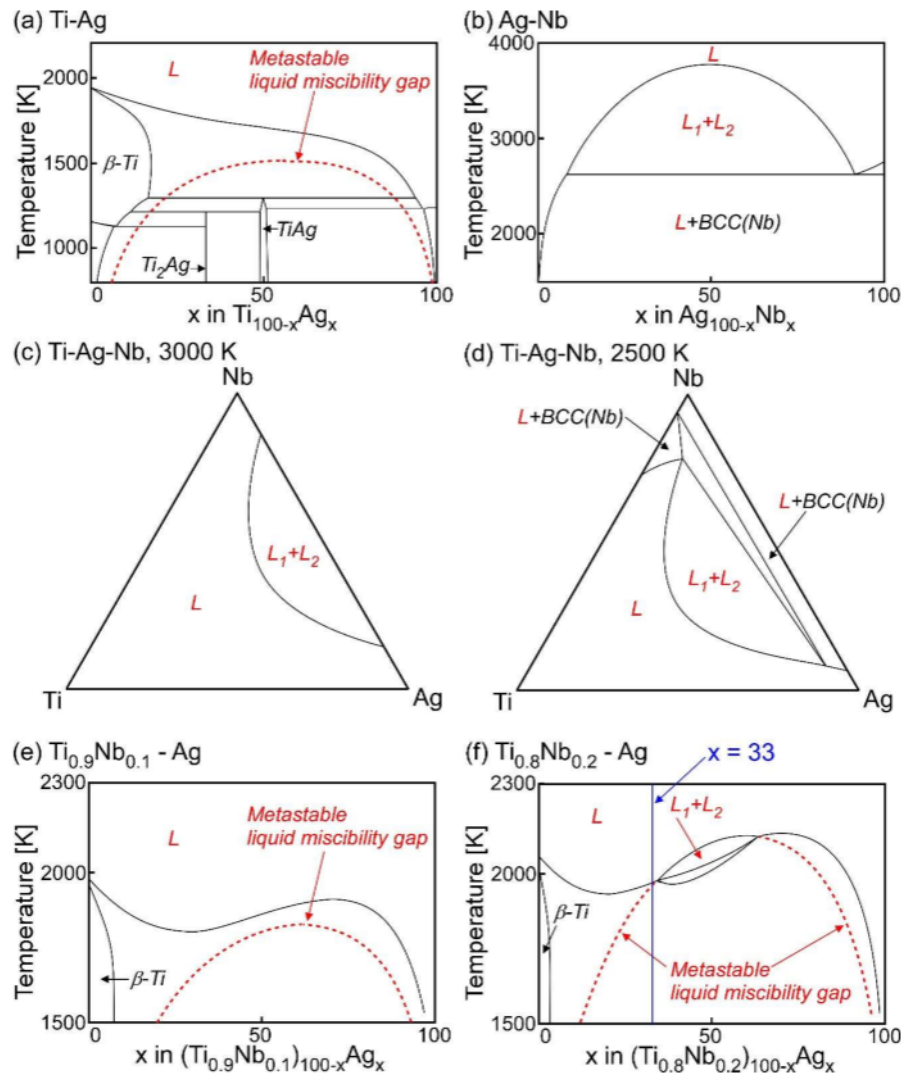 (a) Ti-Ag
Temperature [K]
2000
1500
1000
L
Metastable
liquid miscibility gap
β-Ti
TiAg
Ti2Ag
0 50 100
x in Ti100-xAgx
(b) Ag-Nb
Temperature [K]
4000
3000
2000
L
L1+L2
L+BCC(Nb)
0 50 100
x in Ag100-xNbx
(c) Ti-Ag-Nb, 3000 K
Nb
L1+L2
L
Ti
Ag
(d) Ti-Ag-Nb, 2500 K
Nb
L+BCC(Nb)
L+BCC(Nb)
L1+L2
L
Ti
Ag
(e) Ti0.9Nb0.1 - Ag
Temperature [K]
2300
2000
1500
Metastable
liquid miscibility gap
L
β-Ti
0 50 100
x in (Ti0.9Nb0.1)100-xAgx
(f) Ti0.8Nb0.2 - Ag
x = 33
Temperature [K]
2300
2000
1500
L
L1+L2
β-Ti
Metastable
liquid miscibility gap
0 50 100
x in (Ti0.8Nb0.2)100-xAgx